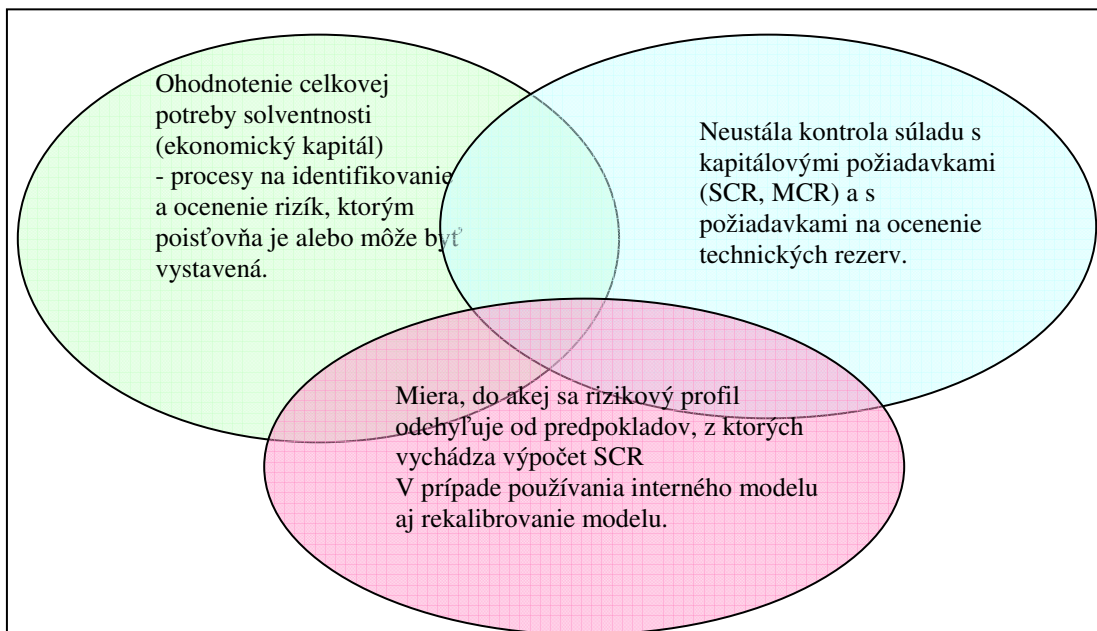 Ohodnotenie celkovej
potreby solventnosti
(ekonomický kapitál)
- procesy na identifikovanie
a ocenenie rizík, ktorým
poisťovňa je alebo môže byť
vystavená.
Neustála kontrola súladu s
kapitálovými požiadavkami
(SCR, MCR) a s
požiadavkami na ocenenie
technických rezerv.
Miera, do akej sa rizikový profil
odchyľuje od predpokladov, z ktorých
vychádza výpočet SCR
V prípade používania interného modelu
aj rekalibrovanie modelu.